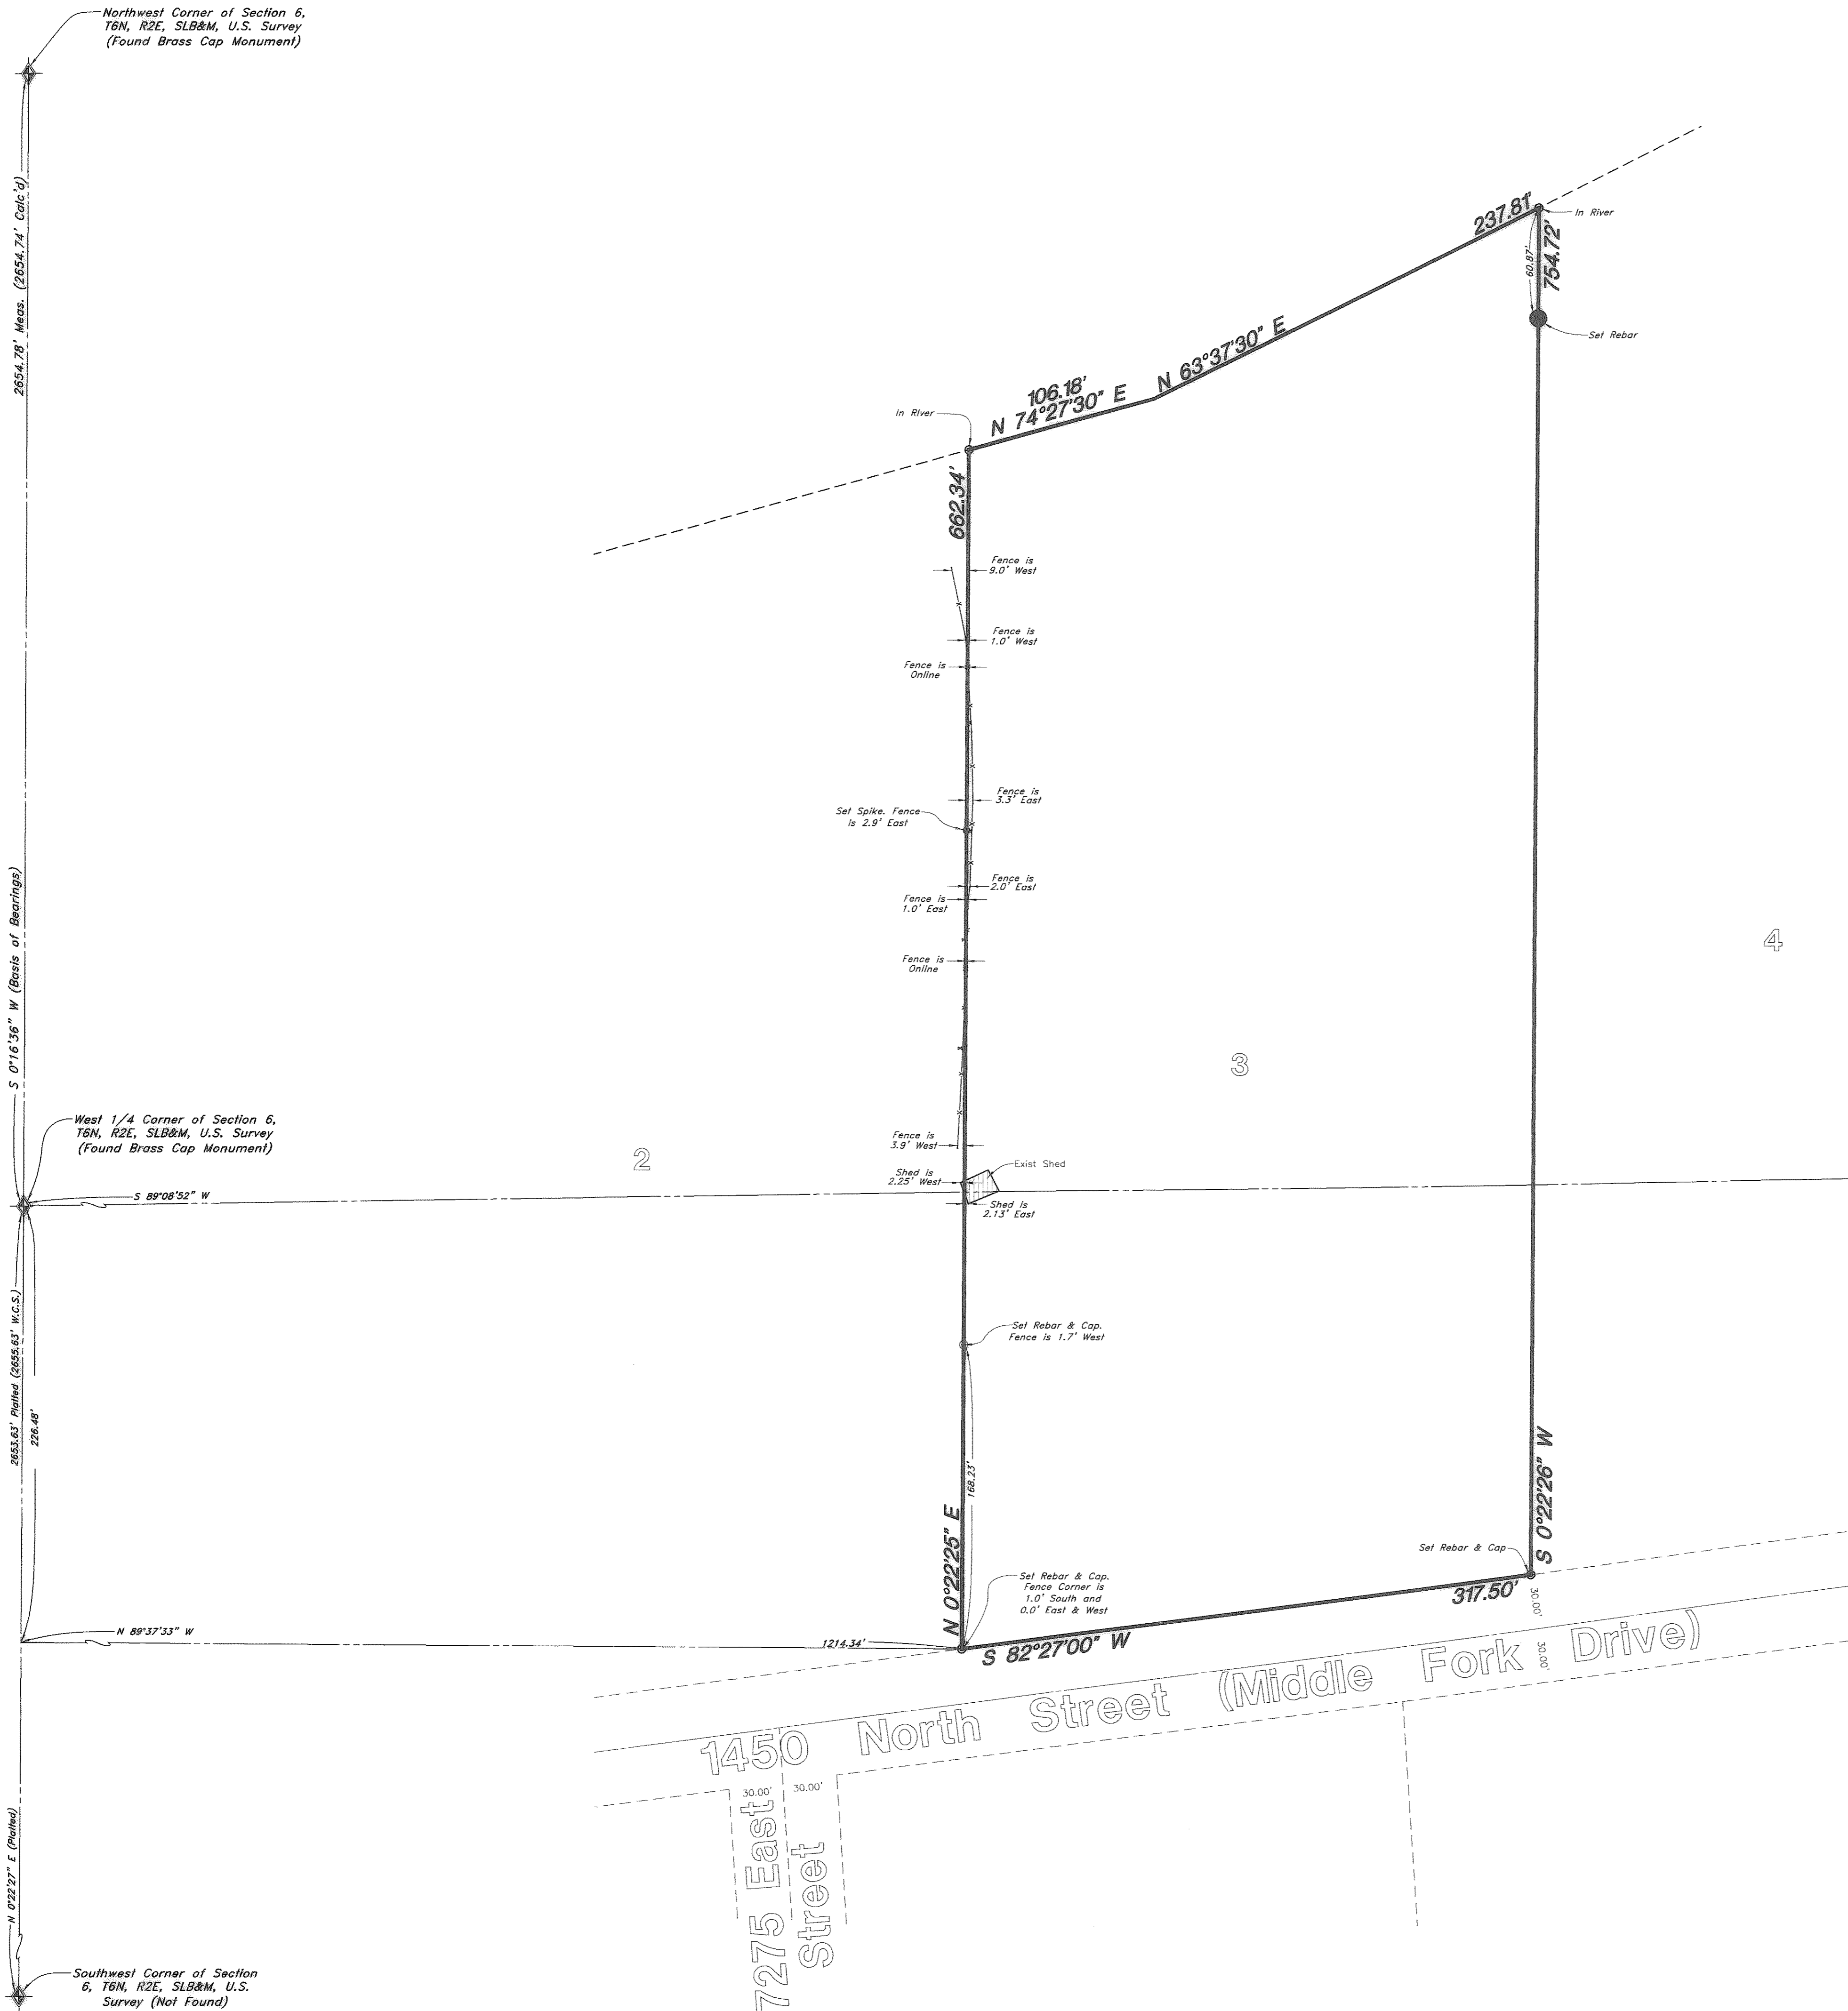 Northwest Corner of Section 6,
T6N, R2E, SLB&M, U.S. Survey
(Found Brass Cap Monument)
2654.78' Meas. (2654.74' Calc'd)
S 0°16'36" W (Basis of Bearings)
237.81'
In River
754.72'
60.87'
Set Rebar
N 63°37'30" E
106.18'
N 74°27'30" E
In River
662.34'
Fence is
9.0' West
Fence is
1.0' West
Fence is
Online
Fence is
3.3' East
Set Spike. Fence
is 2.9' East
Fence is
2.0' East
Fence is
1.0' East
Fence is
Online
4
3
2
West 1/4 Corner of Section 6,
T6N, R2E, SLB&M, U.S. Survey
(Found Brass Cap Monument)
Fence is
3.9' West
Exist Shed
Shed is
2.25' West
Shed is
2.13' East
S 89°08'52" W
2653.63' Platted (2655.63' W.C.S.)
226.48'
Set Rebar & Cap.
Fence is 1.7' West
168.23'
N 0°22'25" E
S 0°22'26" W
Set Rebar & Cap
Set Rebar & Cap.
Fence Corner is
1.0' South and
0.0' East & West
317.50'
30.00'
30.00'
N 89°37'33" W
1214.34'
S 82°27'00" W
1450 North Street (Middle Fork Drive)
30.00'
30.00'
7275 East
Street
N 0°22'27" E (Platted)
Southwest Corner of Section
6, T6N, R2E, SLB&M, U.S.
Survey (Not Found)